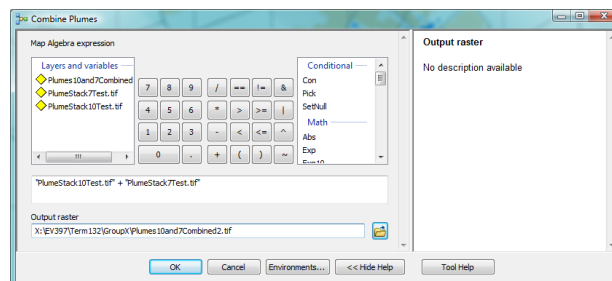 Combine Plumes
Map Algebra expression
Layers and variables
Plumes10and7Combined
PlumeStack7Test.tif
PlumeStack10Test.tif
7 8 9 / == != &
4 5 6 * > >= |
1 2 3 - < <= ^
0 . + ( ) ~
Conditional
Con
Pick
SetNull
Math
Abs
Exp
Exp10
"PlumeStack10Test.tif" + "PlumeStack7Test.tif"
Output raster
X:\EV397\Term132\GroupX\Plumes10and7Combined2.tif
OK Cancel Environments... << Hide Help Tool Help
Output raster
No description available